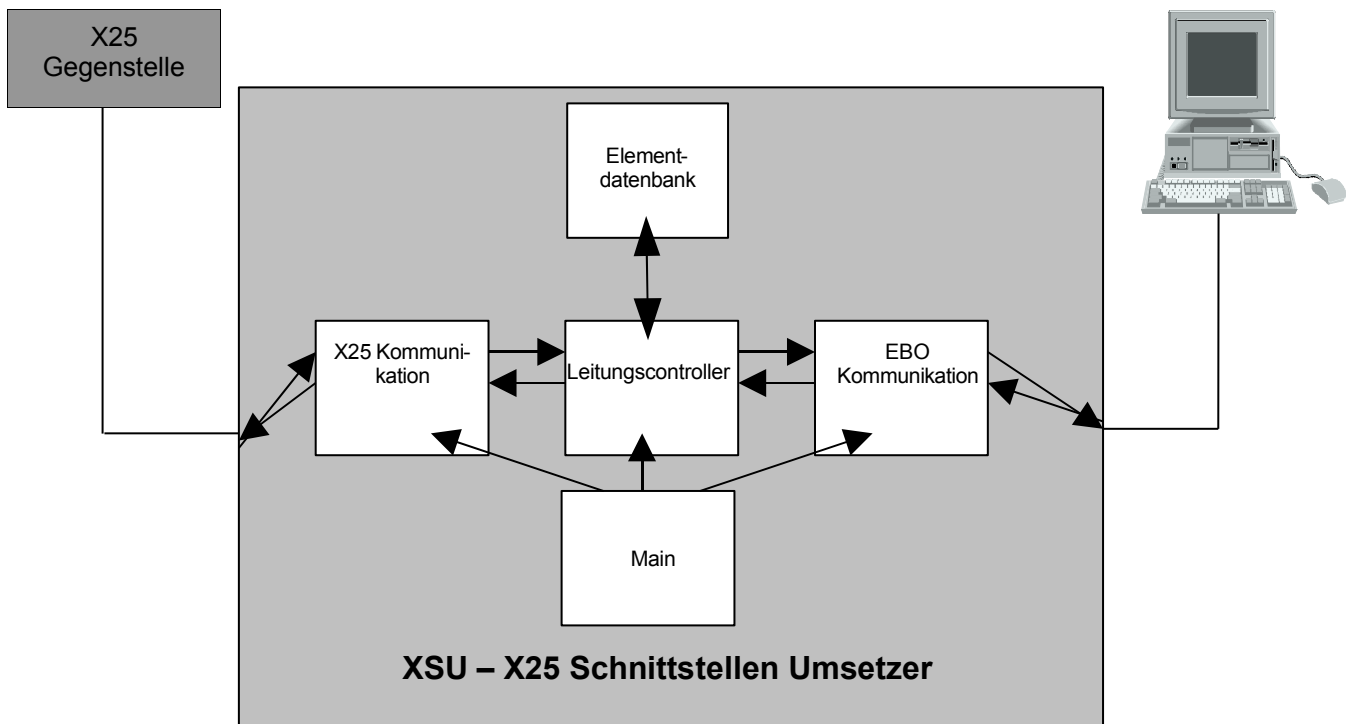 X25
Gegenstelle
Element-
datenbank
X25 Kommuni-
kation
Leitungscontroller
EBO
Kommunikation
Main
XSU – X25 Schnittstellen Umsetzer